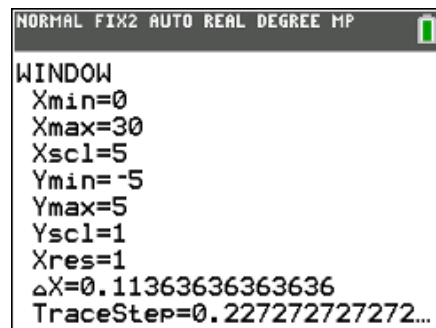 NORMAL FIX2 AUTO REAL DEGREE MP
WINDOW
Xmin=0
Xmax=30
Xscl=5
Ymin=⁻5
Ymax=5
Yscl=1
Xres=1
△X=0.11363636363636
TraceStep=0.227272727272…